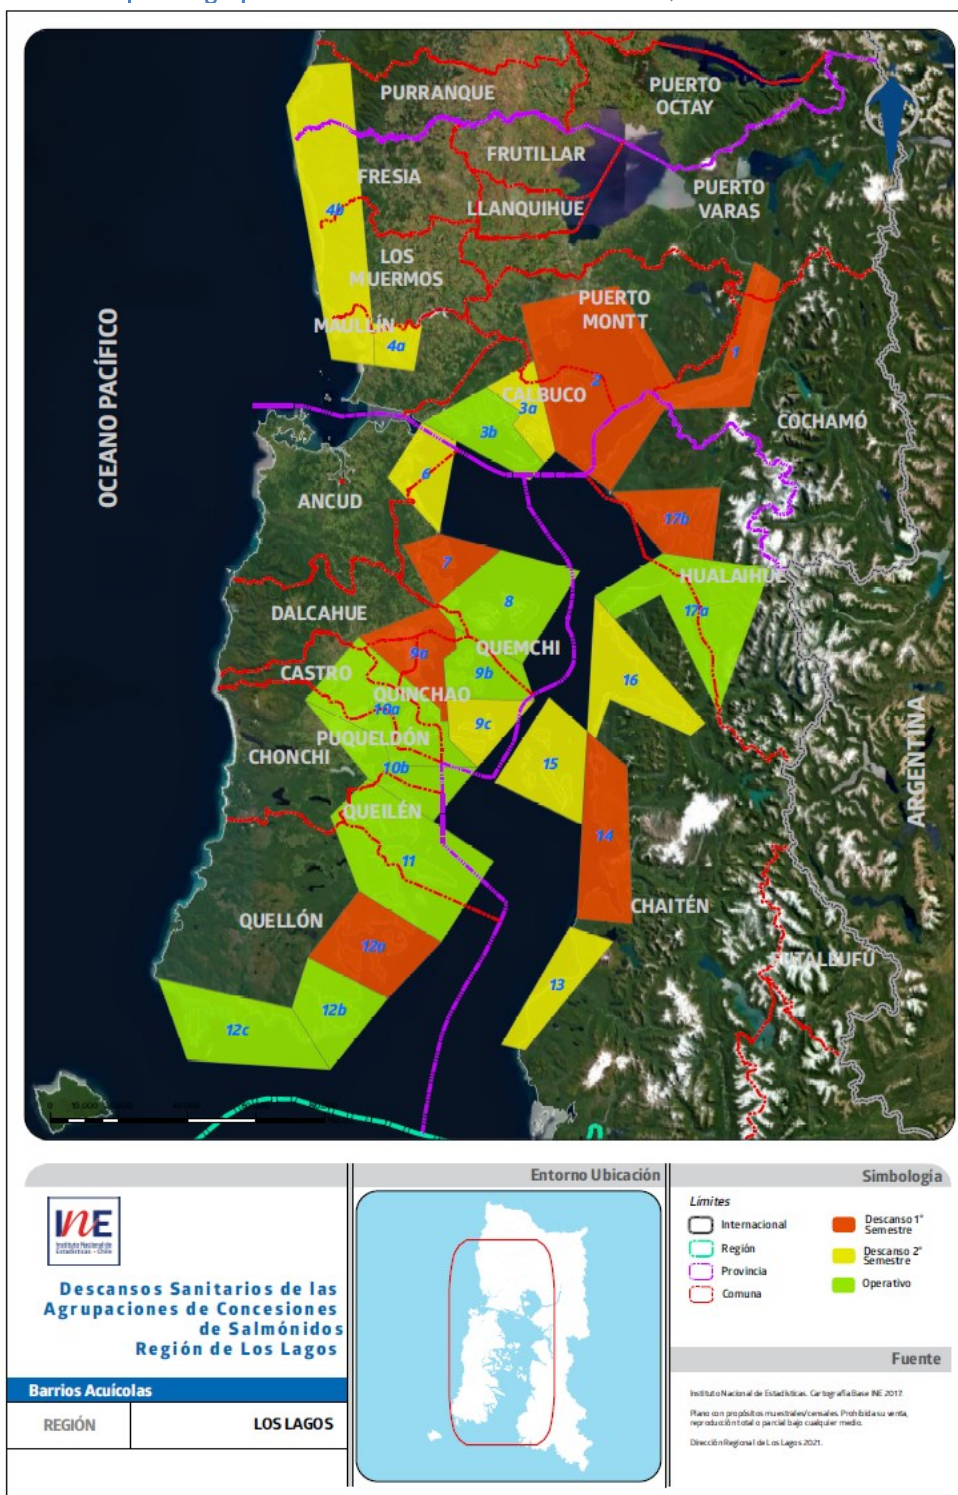 PURRANQUE
PUERTO
OCTAY
FRUTILLAR
FRESIA
PUERTO
VARAS
LLANQUIHUE
4b
LOS
MUERMOS
PUERTO
MONTT
MAULLÍN
4a
1
2
CALBUCO
3a
3b
COCHAMÓ
OCEANO PACÍFICO
6
ANCUD
17b
7
HUALAIHUE
8
17a
DALCAHUE
QUEMCHI
9a
9b
CASTRO
16
QUINCHAO
10a
9c
PUQUELDÓN
CHONCHI
10b
15
ARGENTINA
QUEILÉN
14
11
CHAITÉN
QUELLÓN
12a
FUTALEUFÚ
13
12b
12c
Entorno Ubicación
Simbología
INE
Instituto Nacional de
Estadísticas - Chile
Descansos Sanitarios de las
Agrupaciones de Concesiones
de Salmónidos
Región de Los Lagos
Barrios Acuícolas
REGIÓN
LOS LAGOS
Límites
Internacional
Región
Provincia
Comuna
Descanso 1°
Semestre
Descanso 2°
Semestre
Operativo
Fuente
Instituto Nacional de Estadísticas. Cartografía Base INE 2017.
Plano con propósitos muestrales/censales. Prohibida su venta,
reproducción total o parcial bajo cualquier medio.
Dirección Regional de Los Lagos 2021.